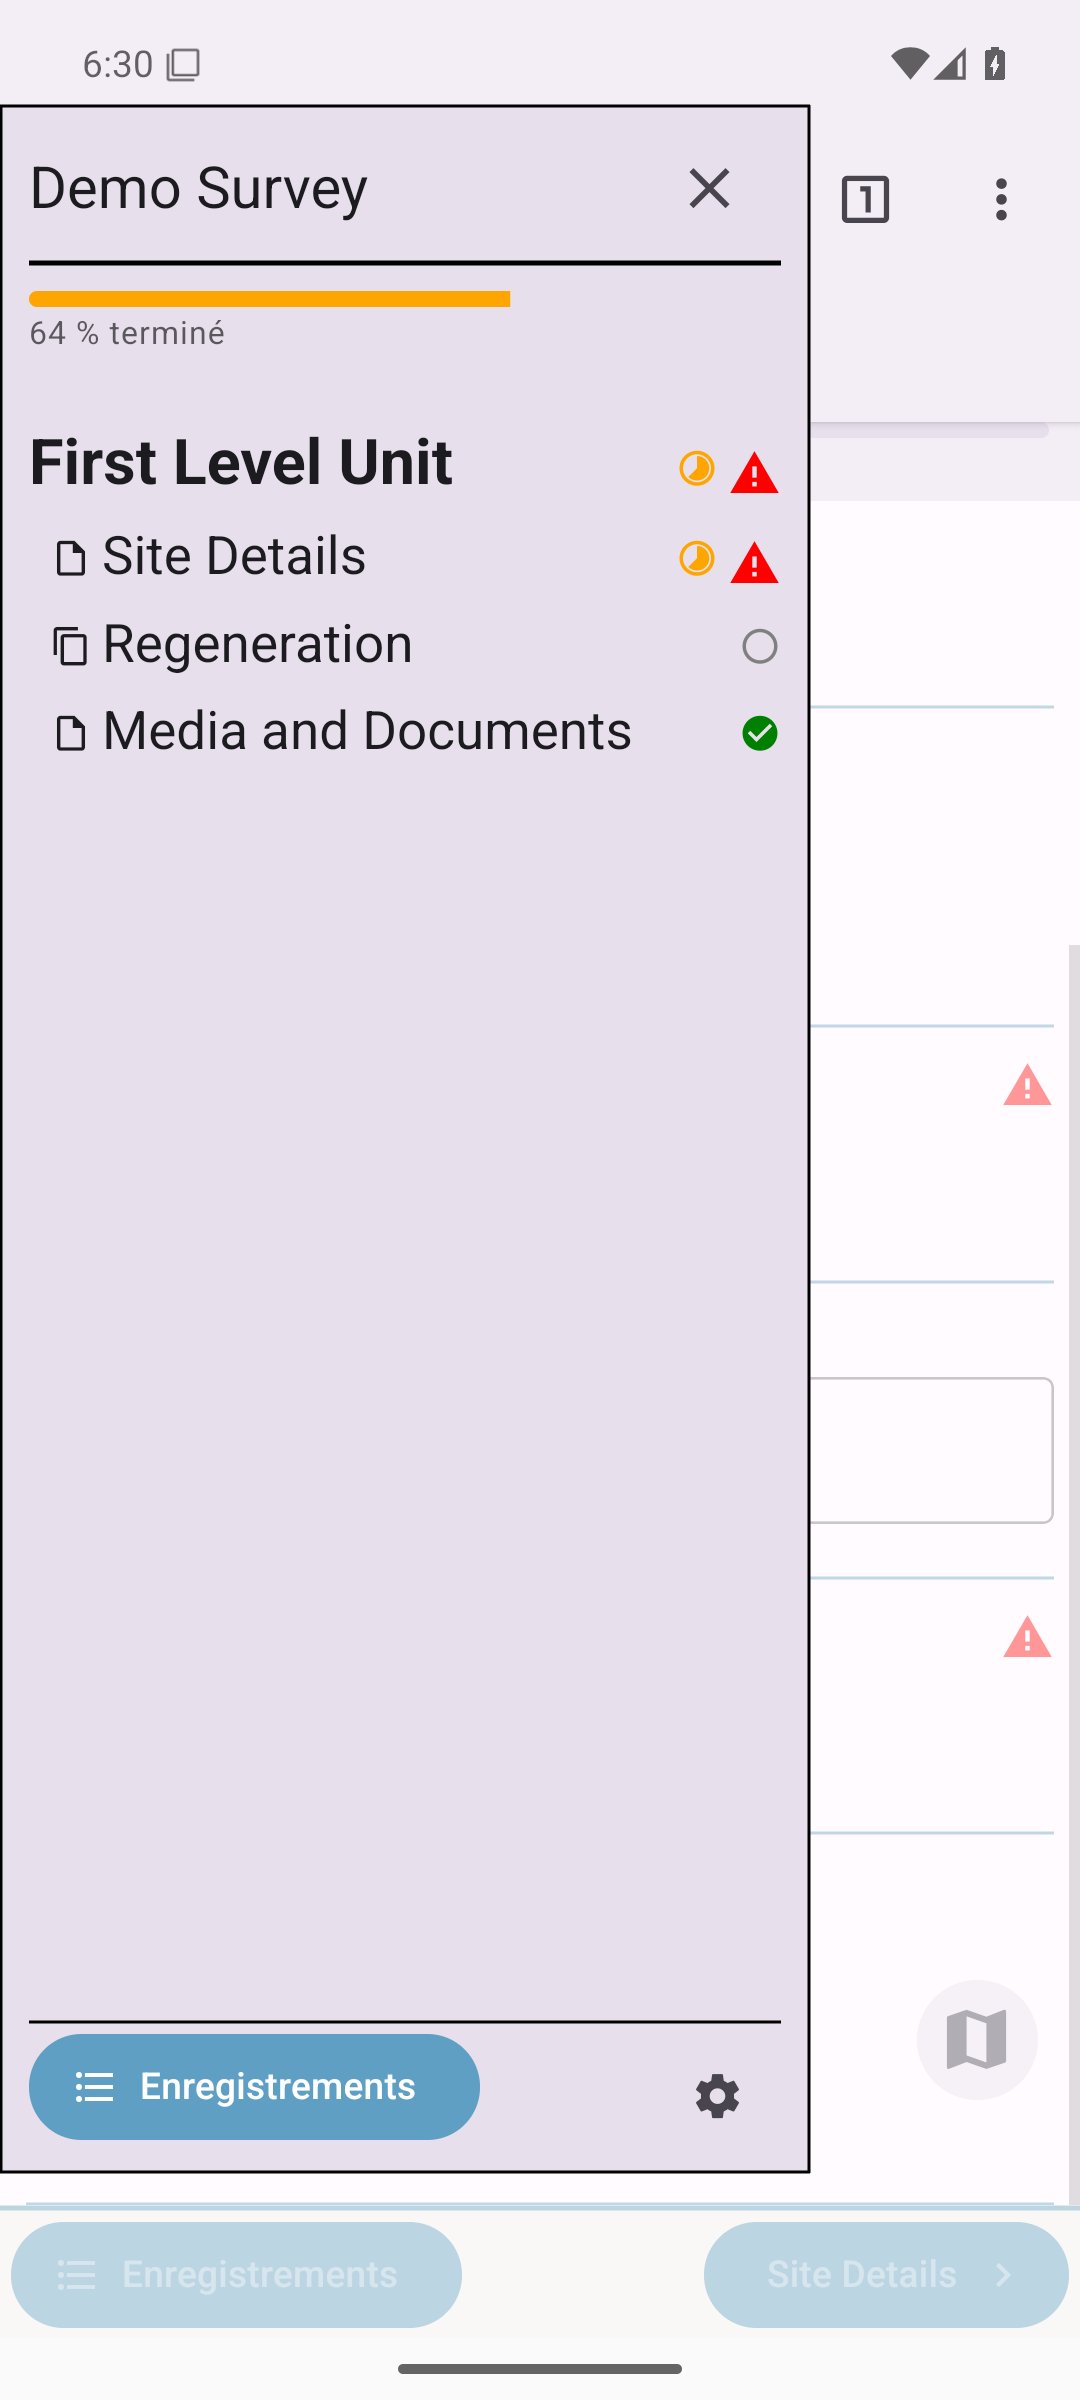 6:30
Demo Survey
1
64 % terminé
First Level Unit
Site Details
Regeneration
Media and Documents
Enregistrements
Enregistrements
Site Details